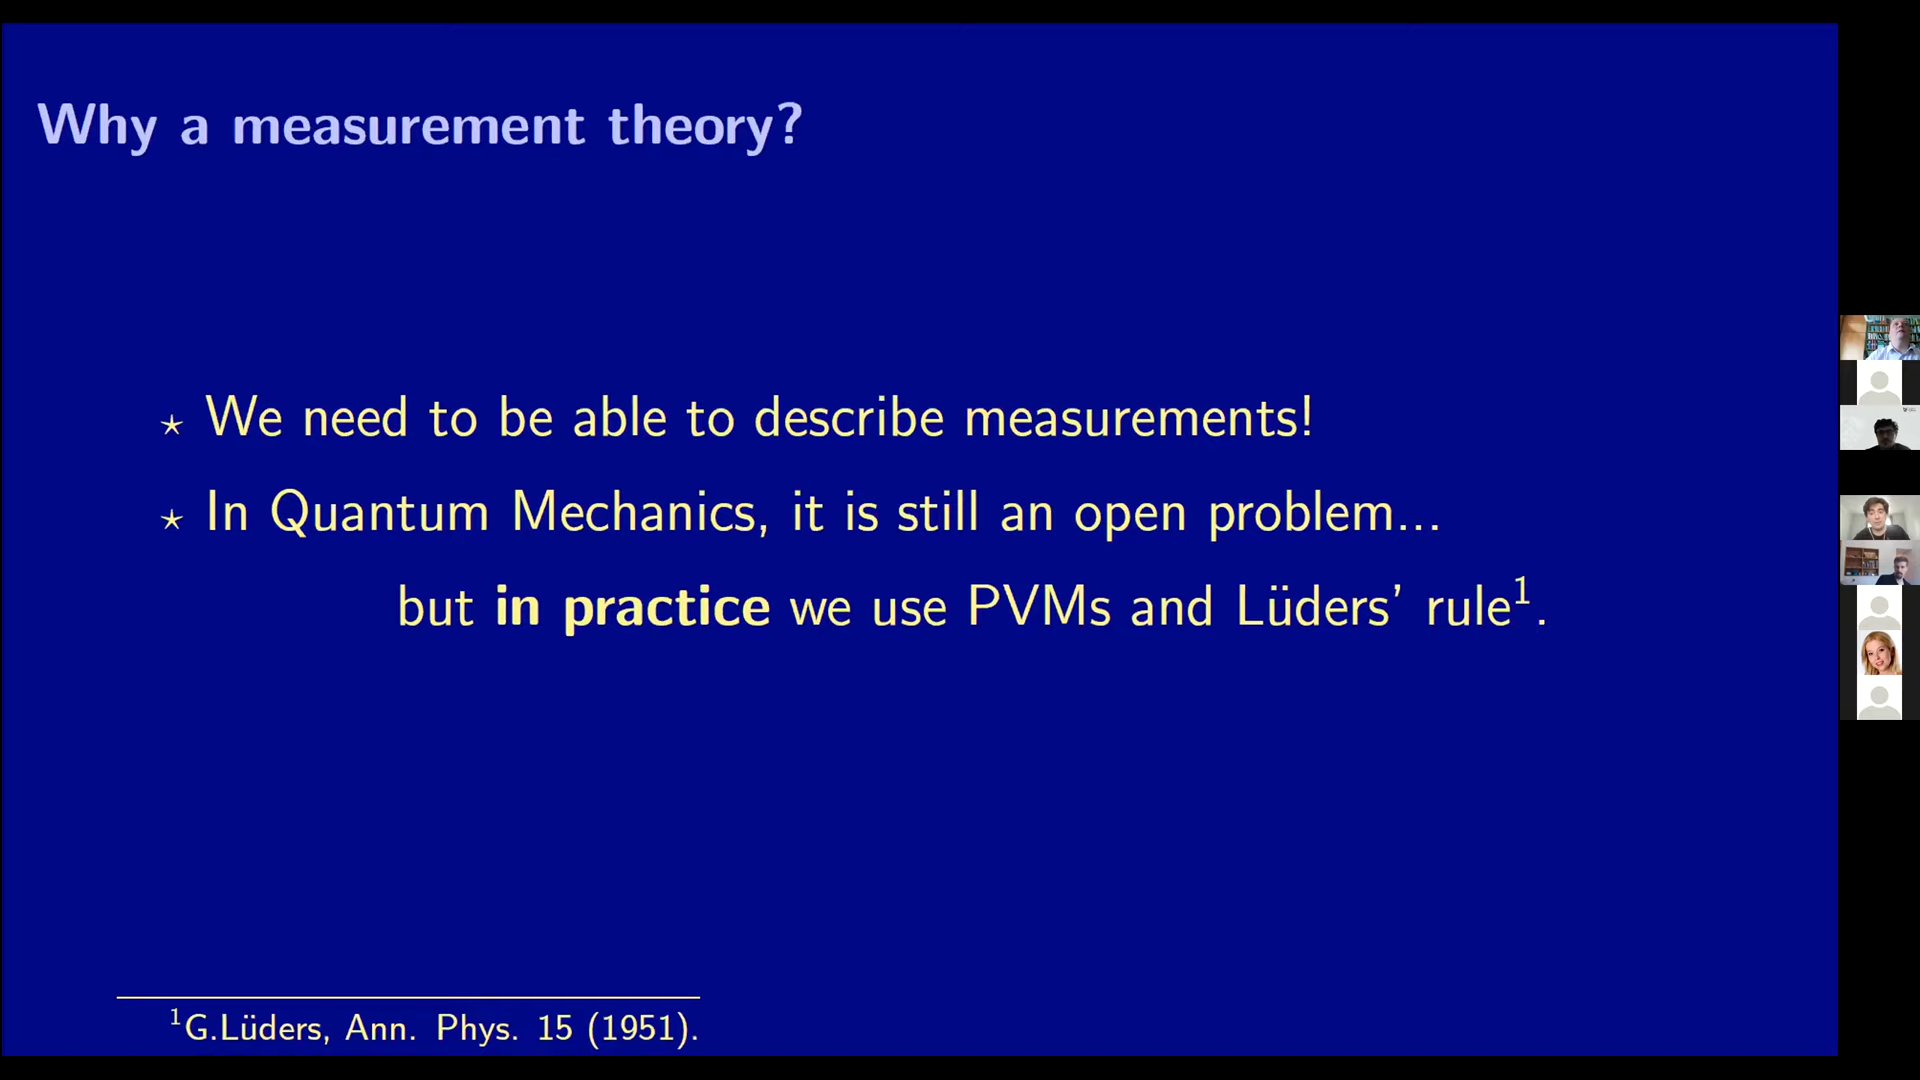 Why a measurement theory?
⋆ We need to be able to describe measurements!
⋆ In Quantum Mechanics, it is still an open problem...
but in practice we use PVMs and Lüders’ rule¹.
¹G.Lüders, Ann. Phys. 15 (1951).